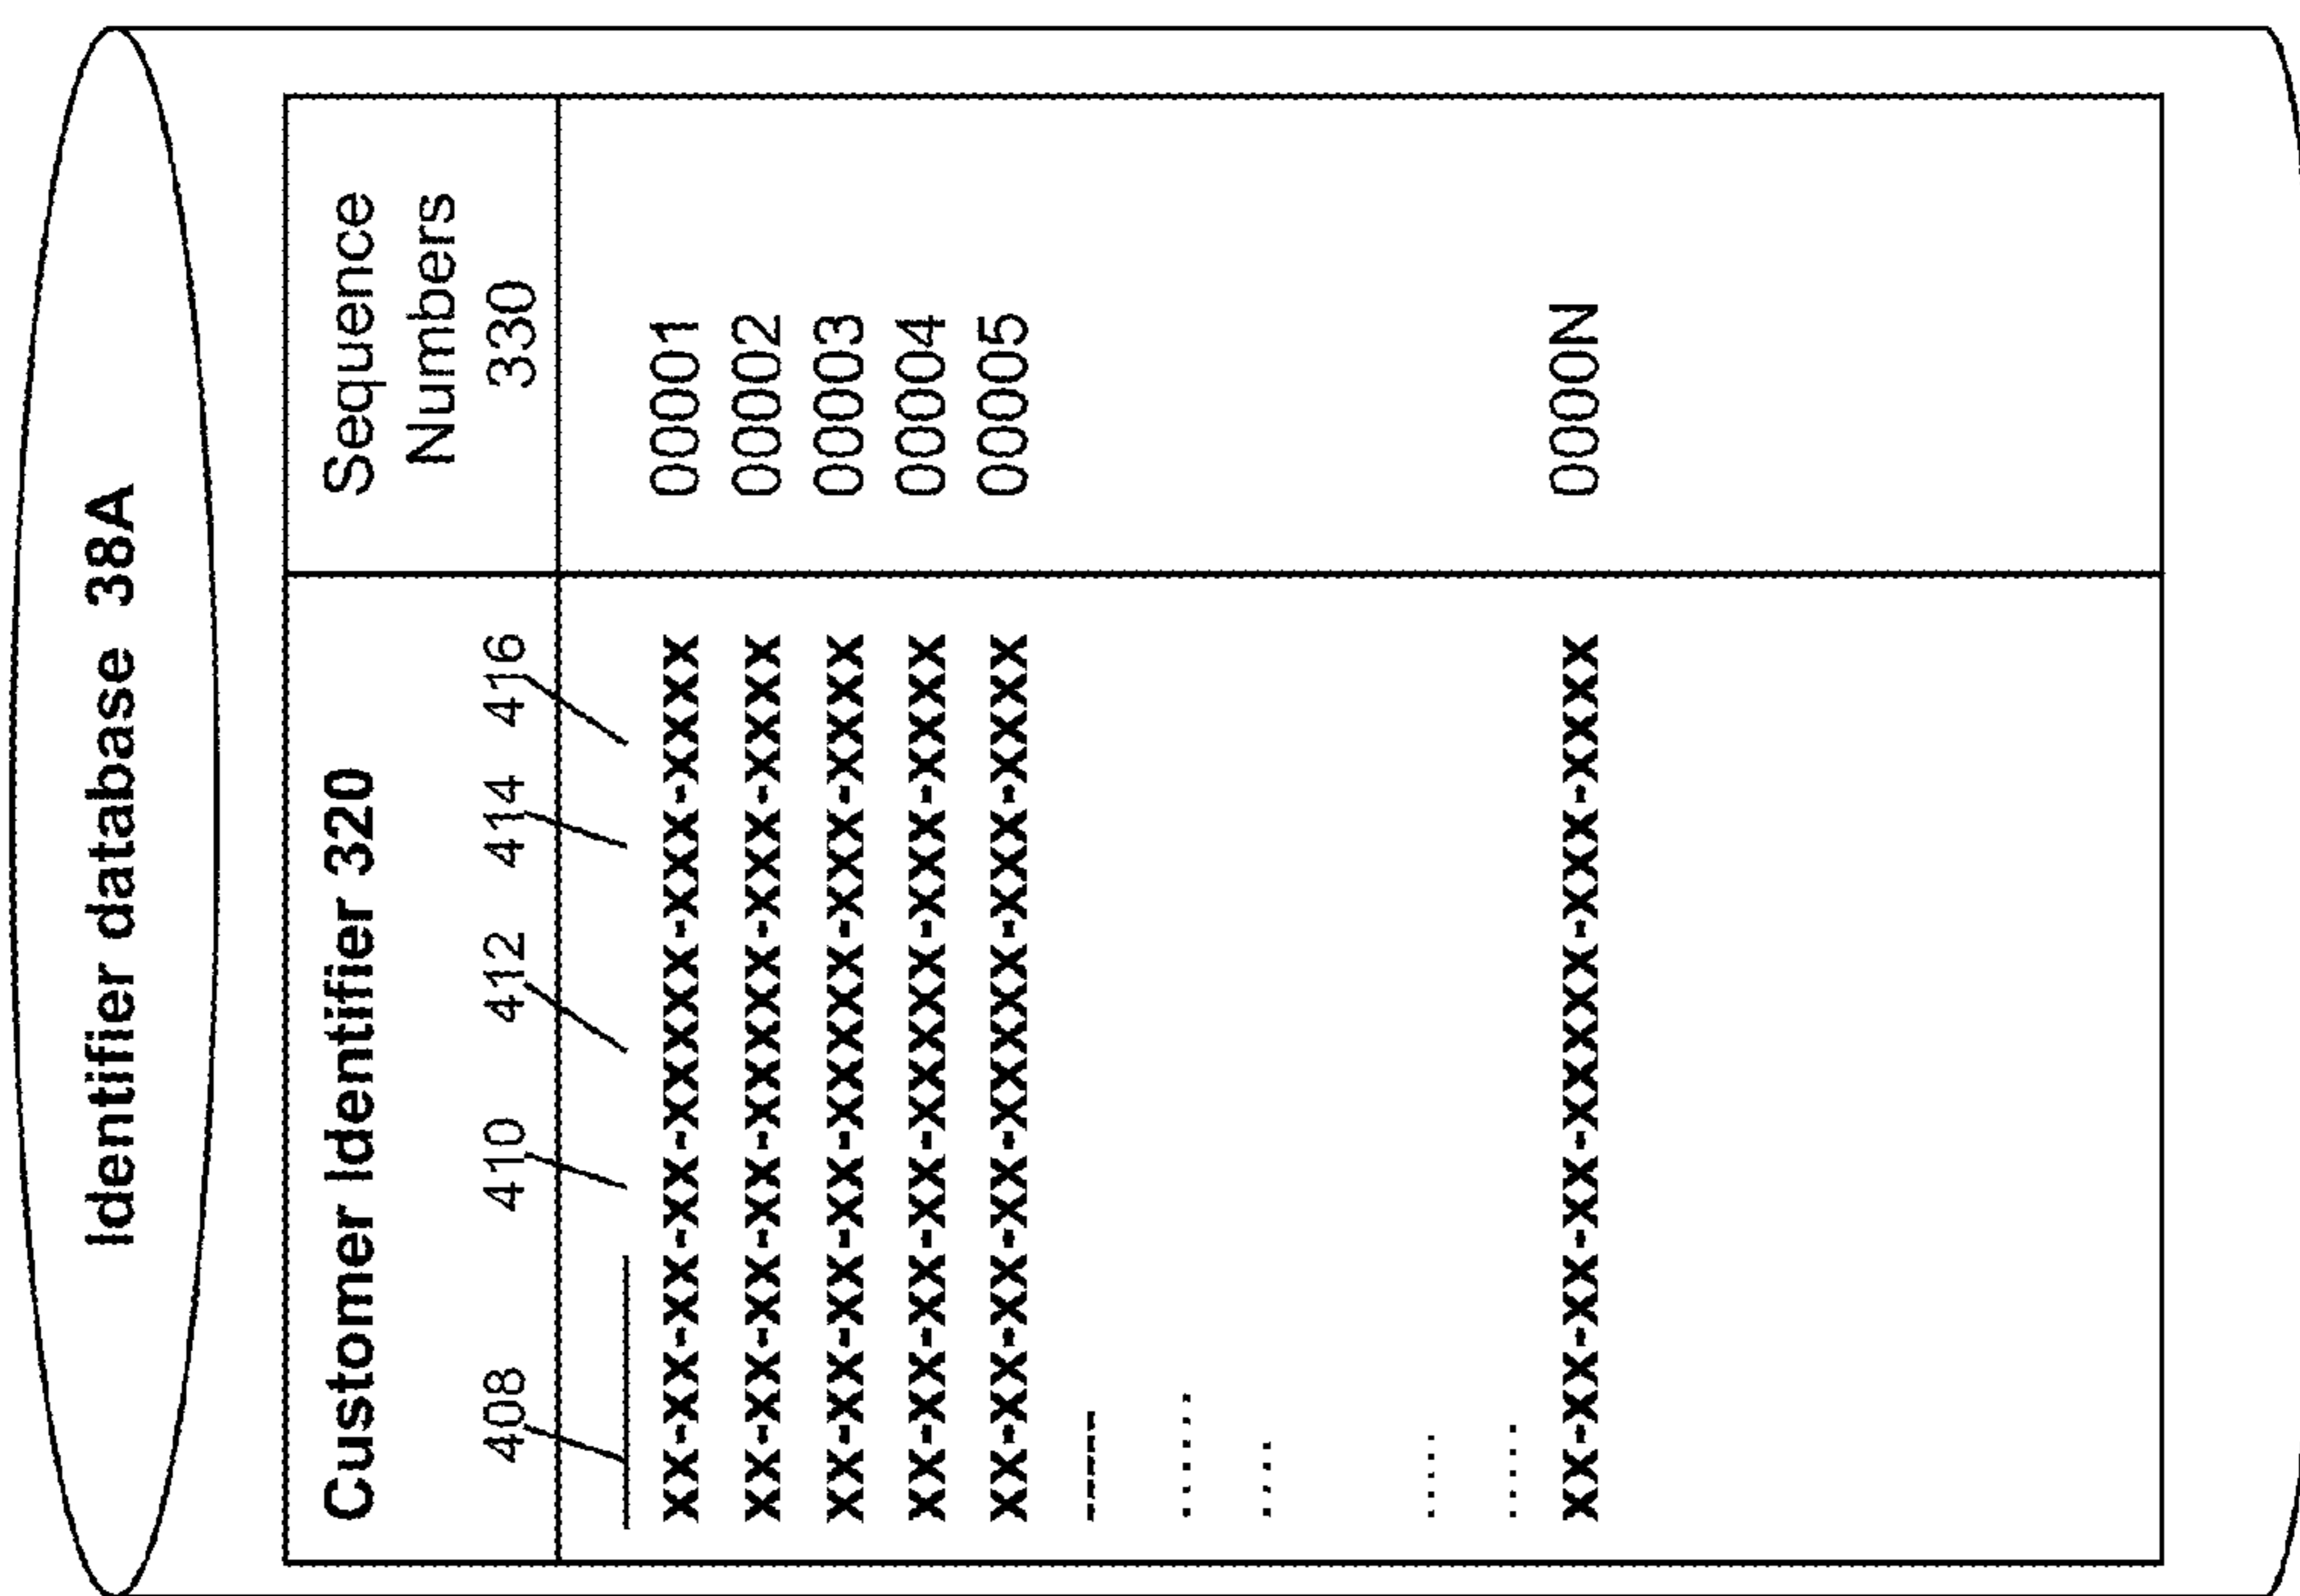 Identifier database 38A
Customer Identifier 320
Sequence
Numbers
330
408 410 412 414 416
xx-xx-xx-xx-xxxxx-xxx-xxxx 00001
xx-xx-xx-xx-xxxxx-xxx-xxxx 00002
xx-xx-xx-xx-xxxxx-xxx-xxxx 00003
xx-xx-xx-xx-xxxxx-xxx-xxxx 00004
xx-xx-xx-xx-xxxxx-xxx-xxxx 00005
xx-xx-xx-xx-xxxxx-xxx-xxxx 000N